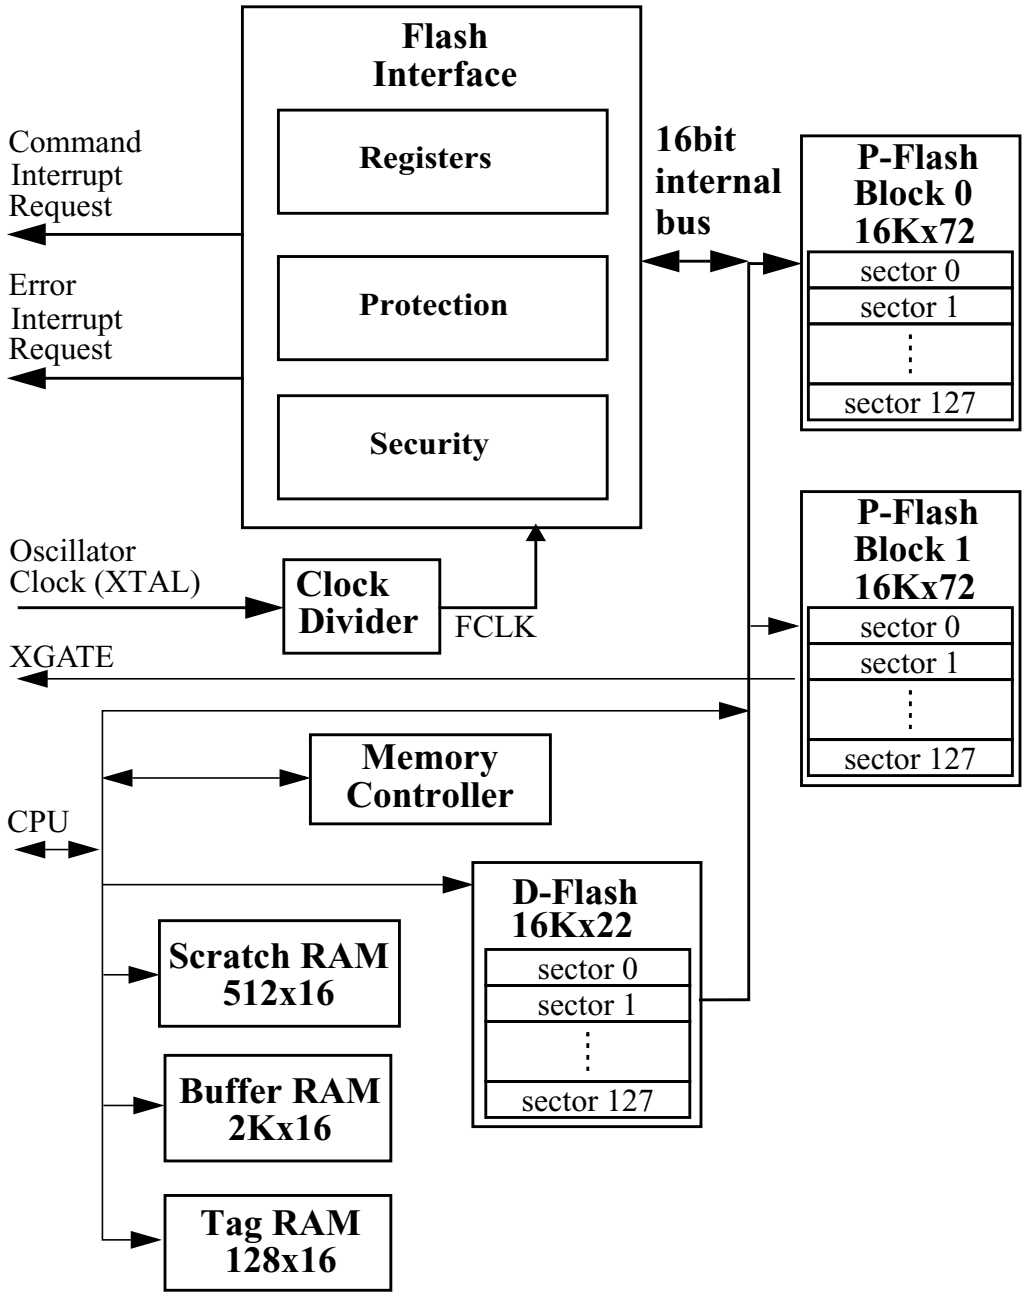 Flash
Interface
Registers
Protection
Security
Command
Interrupt
Request
Error
Interrupt
Request
16bit
internal
bus
P-Flash
Block 0
16Kx72
sector 0
sector 1
sector 127
P-Flash
Block 1
16Kx72
sector 0
sector 1
sector 127
Oscillator
Clock (XTAL)
Clock
Divider
FCLK
XGATE
Memory
Controller
CPU
D-Flash
16Kx22
sector 0
sector 1
sector 127
Scratch RAM
512x16
Buffer RAM
2Kx16
Tag RAM
128x16